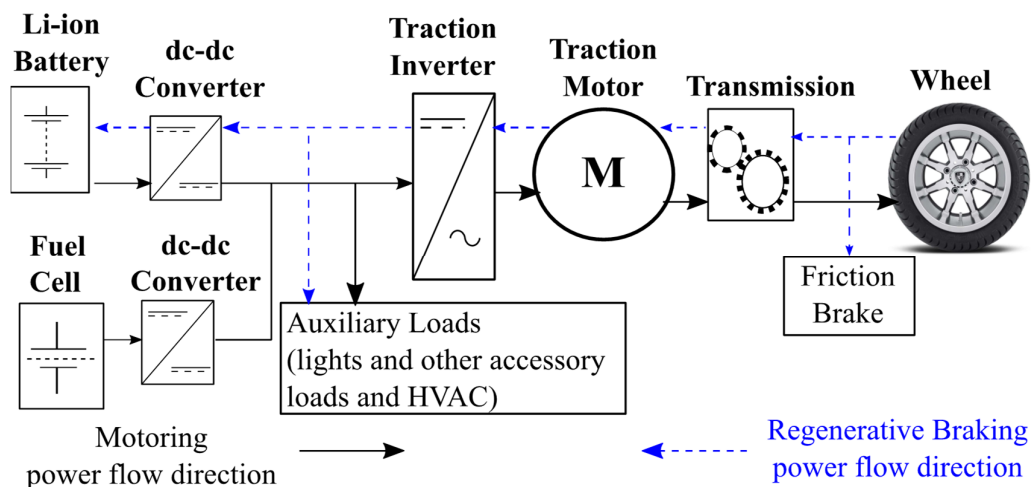 Li-ion
Battery
dc-dc
Converter
Traction
Inverter
Traction
Motor
Transmission
Wheel
M
Fuel
Cell
dc-dc
Converter
Friction
Brake
Auxiliary Loads
(lights and other accessory
loads and HVAC)
Motoring
power flow direction
Regenerative Braking
power flow direction